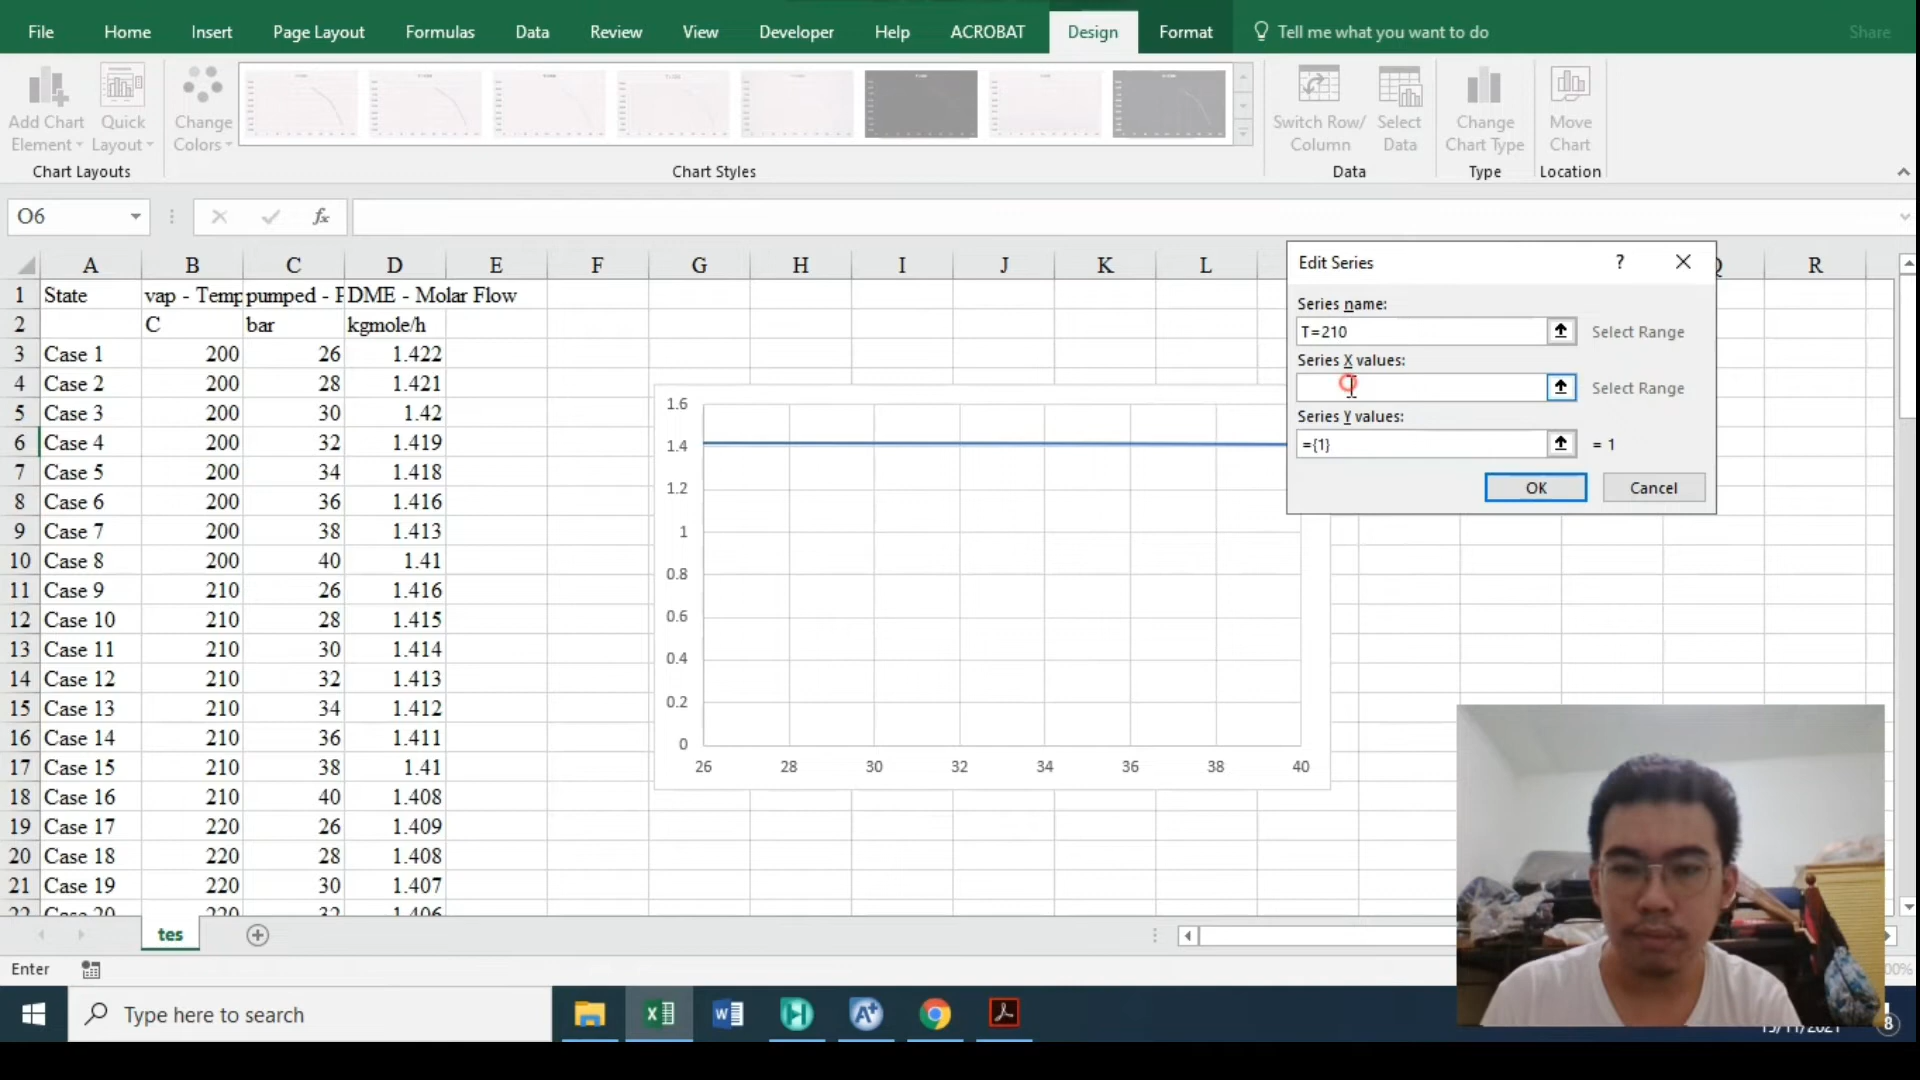 File Home Insert Page Layout Formulas Data Review View Developer Help ACROBAT Design Format Tell me what you want to do Share
Add Chart Element Quick Layout Change Colors Switch Row/ Column Select Data Change Chart Type Move Chart
Chart Layouts Chart Styles Data Type Location
O6 fx
A B C D E F G H I J K L Q R
1 State vap - Temp pumped - P DME - Molar Flow
2 C bar kgmole/h
3 Case 1 200 26 1.422
4 Case 2 200 28 1.421
5 Case 3 200 30 1.42
6 Case 4 200 32 1.419
7 Case 5 200 34 1.418
8 Case 6 200 36 1.416
9 Case 7 200 38 1.413
10 Case 8 200 40 1.41
11 Case 9 210 26 1.416
12 Case 10 210 28 1.415
13 Case 11 210 30 1.414
14 Case 12 210 32 1.413
15 Case 13 210 34 1.412
16 Case 14 210 36 1.411
17 Case 15 210 38 1.41
18 Case 16 210 40 1.408
19 Case 17 220 26 1.409
20 Case 18 220 28 1.408
21 Case 19 220 30 1.407
22 Case 20 220 32 1.406
1.6
1.4
1.2
1
0.8
0.6
0.4
0.2
0
26 28 30 32 34 36 38 40
Edit Series ?
Series name:
T=210 Select Range
Series X values:
Select Range
Series Y values:
={1} = 1
OK Cancel
tes
Enter
Type here to search
8